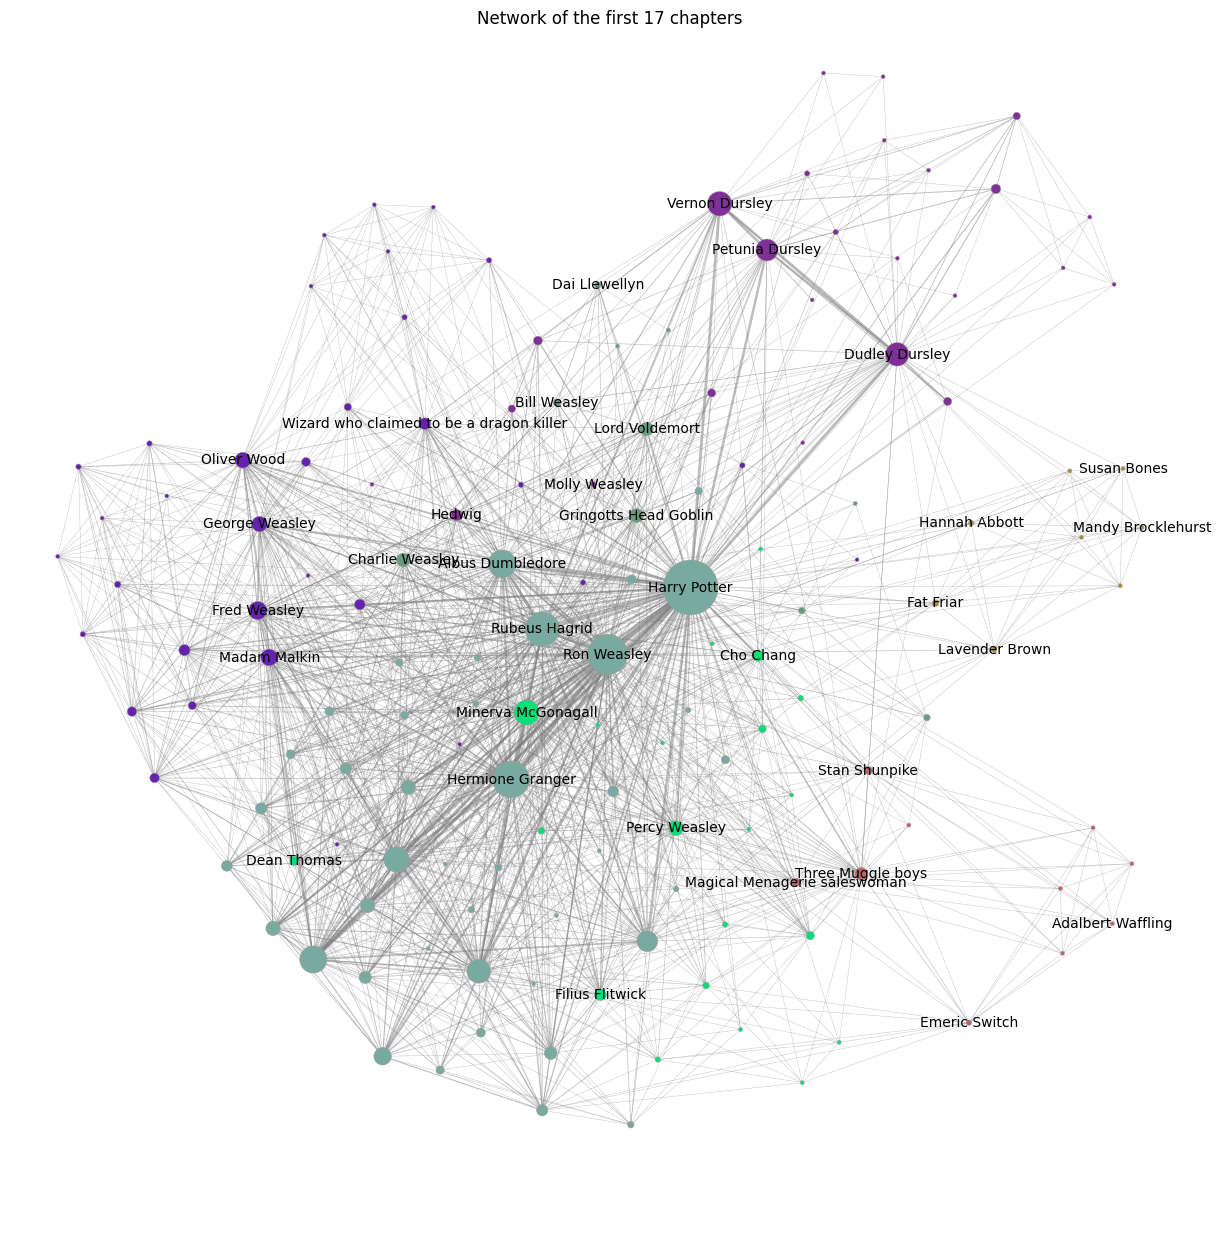 Network of the first 17 chapters
Vernon Dursley
Petunia Dursley
Dai Llewellyn
Dudley Dursley
Bill Weasley
Wizard who claimed to be a dragon killer
Lord Voldemort
Oliver Wood
Susan Bones
Molly Weasley
Hedwig
Gringotts Head Goblin
George Weasley
Hannah Abbott
Mandy Brocklehurst
Charlie Weasley
Albus Dumbledore
Harry Potter
Fat Friar
Fred Weasley
Rubeus Hagrid
Lavender Brown
Ron Weasley
Cho Chang
Madam Malkin
Minerva McGonagall
Stan Shunpike
Hermione Granger
Percy Weasley
Dean Thomas
Three Muggle boys
Magical Menagerie saleswoman
Adalbert Waffling
Filius Flitwick
Emeric Switch